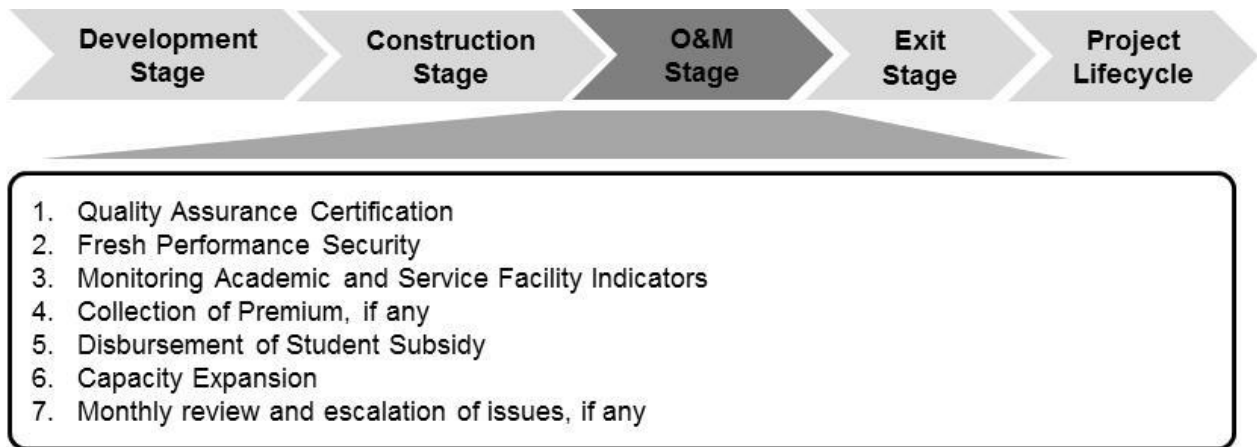 Development
Stage
Construction
Stage
O&M
Stage
Exit
Stage
Project
Lifecycle
1. Quality Assurance Certification
2. Fresh Performance Security
3. Monitoring Academic and Service Facility Indicators
4. Collection of Premium, if any
5. Disbursement of Student Subsidy
6. Capacity Expansion
7. Monthly review and escalation of issues, if any